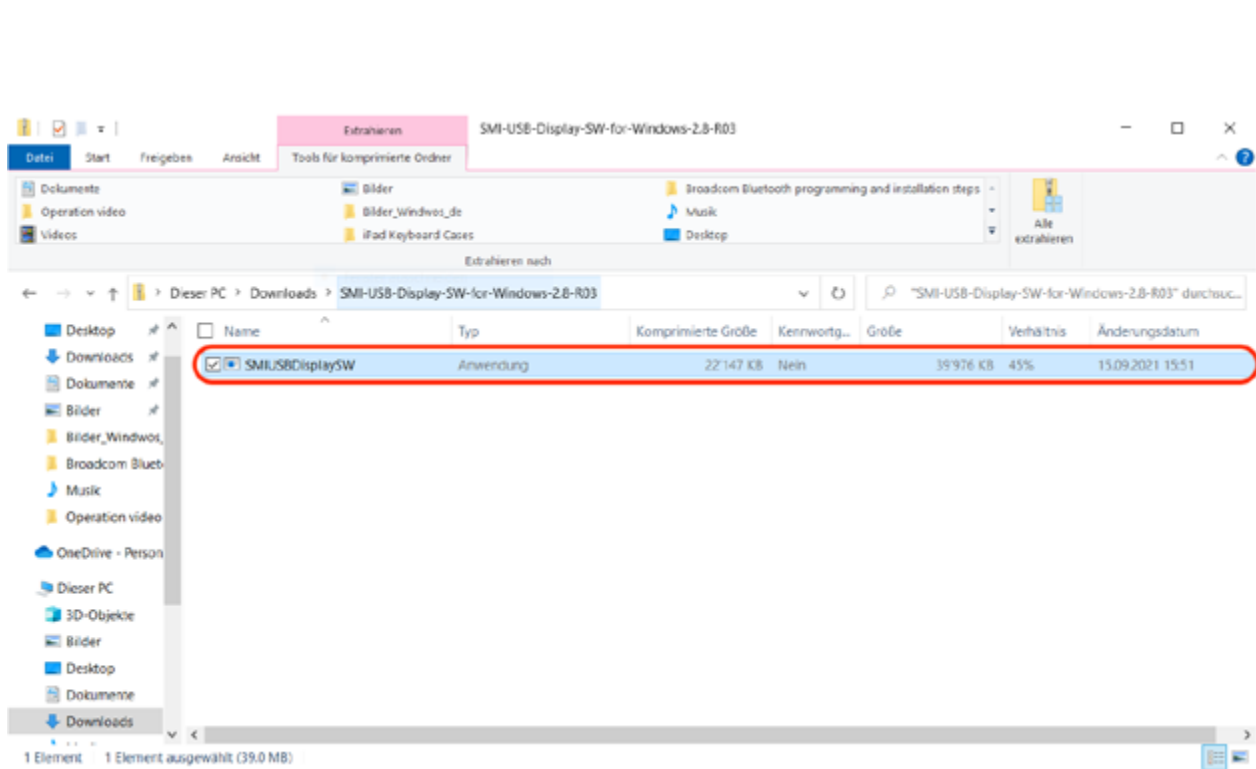 Extrahieren
SMI-USB-Display-SW-for-Windows-2.8-R03
Datei Start Freigeben Ansicht Tools für komprimierte Ordner
Dokumente Bilder Broadcom Bluetooth programming and installation steps
Operation video Bilder_Windwos_de Musik
Videos iPad Keyboard Cases Desktop
Alle
extrahieren
Extrahieren nach
Dieser PC > Downloads > SMI-USB-Display-SW-for-Windows-2.8-R03
"SMI-USB-Display-SW-for-Windows-2.8-R03" durchsuc...
Name Typ Komprimierte Größe Kennwortg... Größe Verhältnis Änderungsdatum
SMIUSBDisplaySW Anwendung 22'147 KB Nein 39'976 KB 45% 15.09.2021 15:51
Desktop
Downloads
Dokumente
Bilder
Bilder_Windwos_
Broadcom Bluet
Musik
Operation video
OneDrive - Person
Dieser PC
3D-Objekte
Bilder
Desktop
Dokumente
Downloads
1 Element 1 Element ausgewählt (39.0 MB)